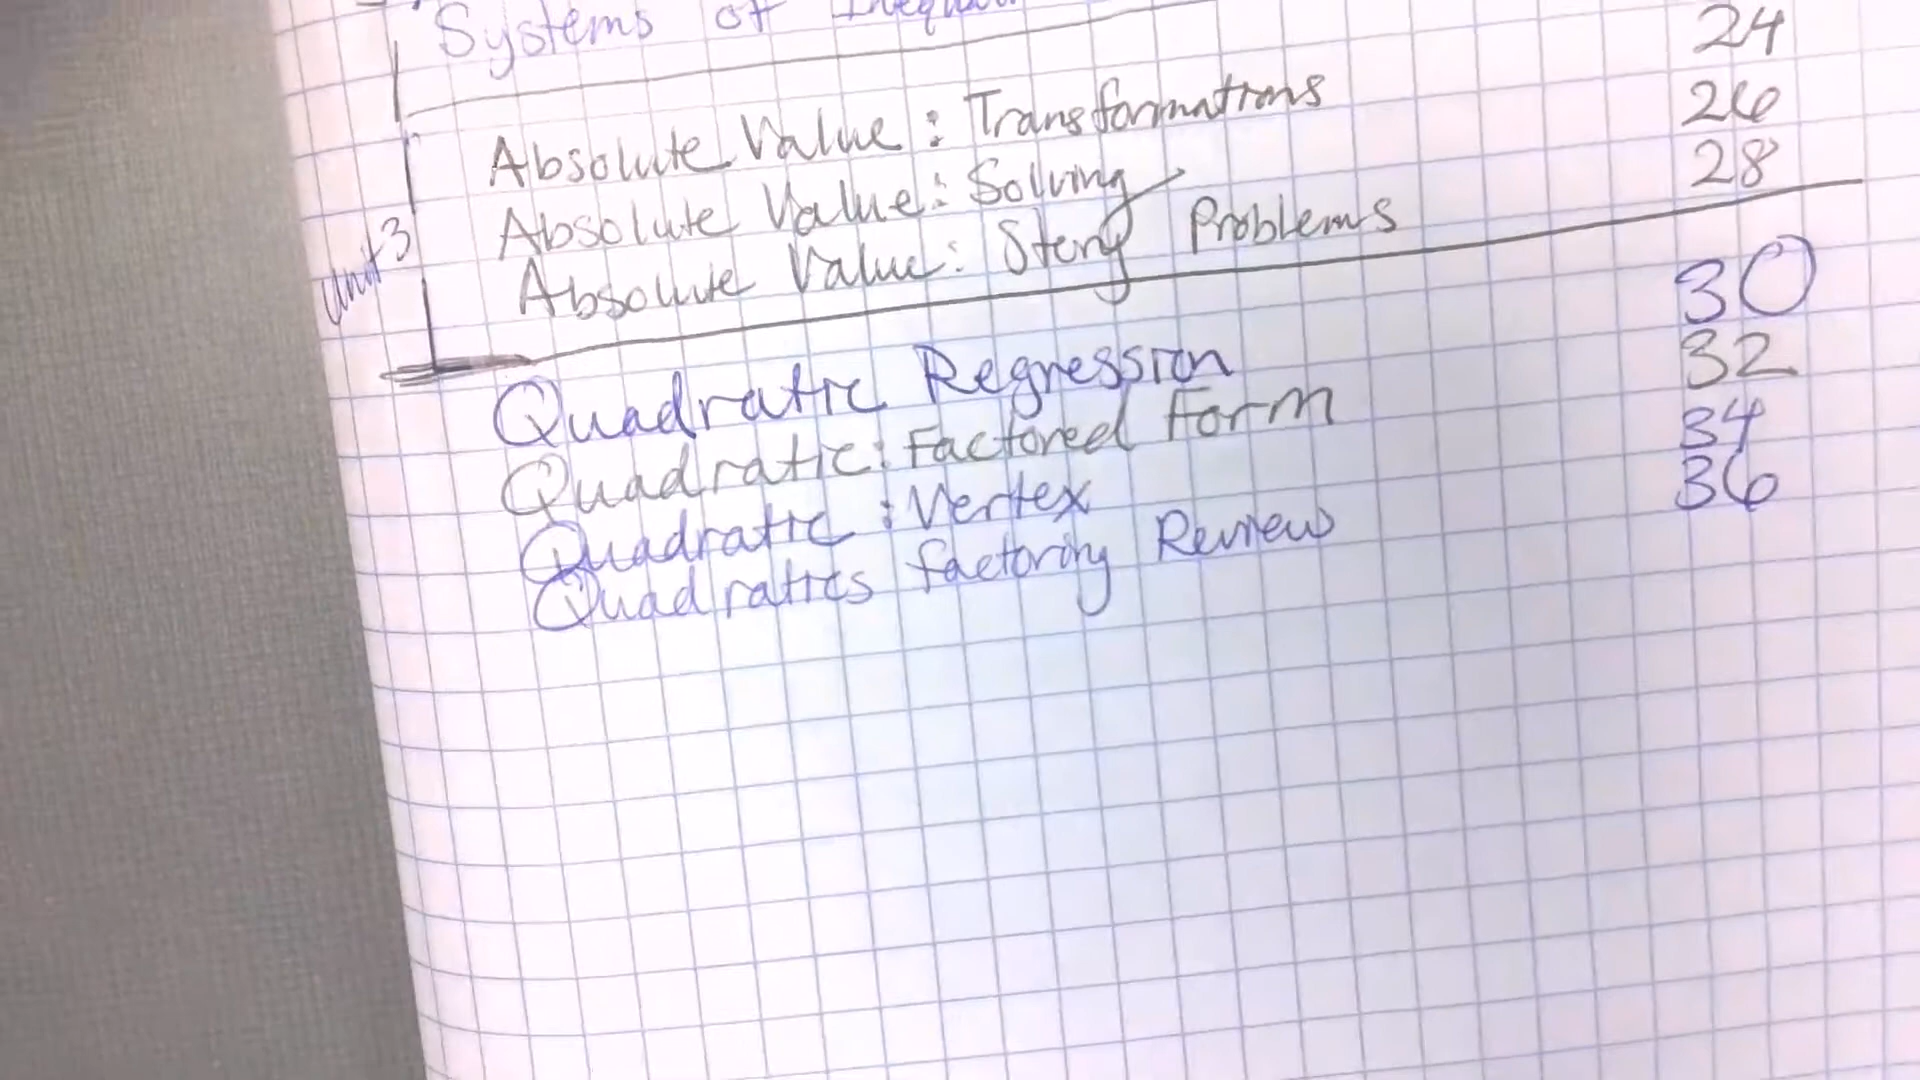 Systems of
Absolute Value: Transformations 24
Absolute Value: Solving 26
Absolute Value: Story Problems 28
unit 3
Quadratic Regression 30
Quadratic: Factored Form 32
Quadratic: Vertex 34
Quadratics factoring Review 36